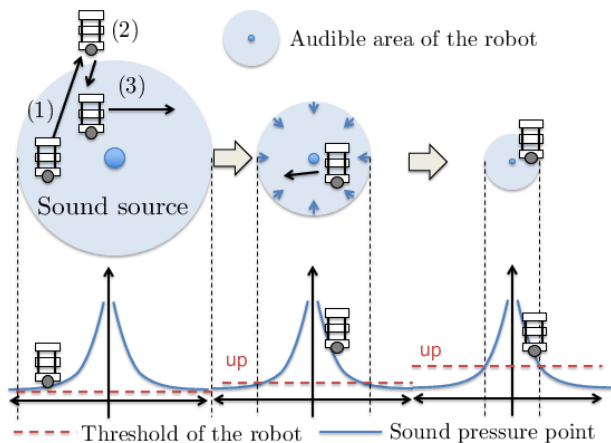 (2)
Audible area of the robot
(1)
(3)
Sound source
up
up
Threshold of the robot
Sound pressure point